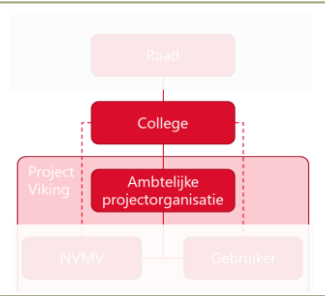 Raad
College
Project
Viking
Ambtelijke
projectorganisatie
NVMV
Gebruiker